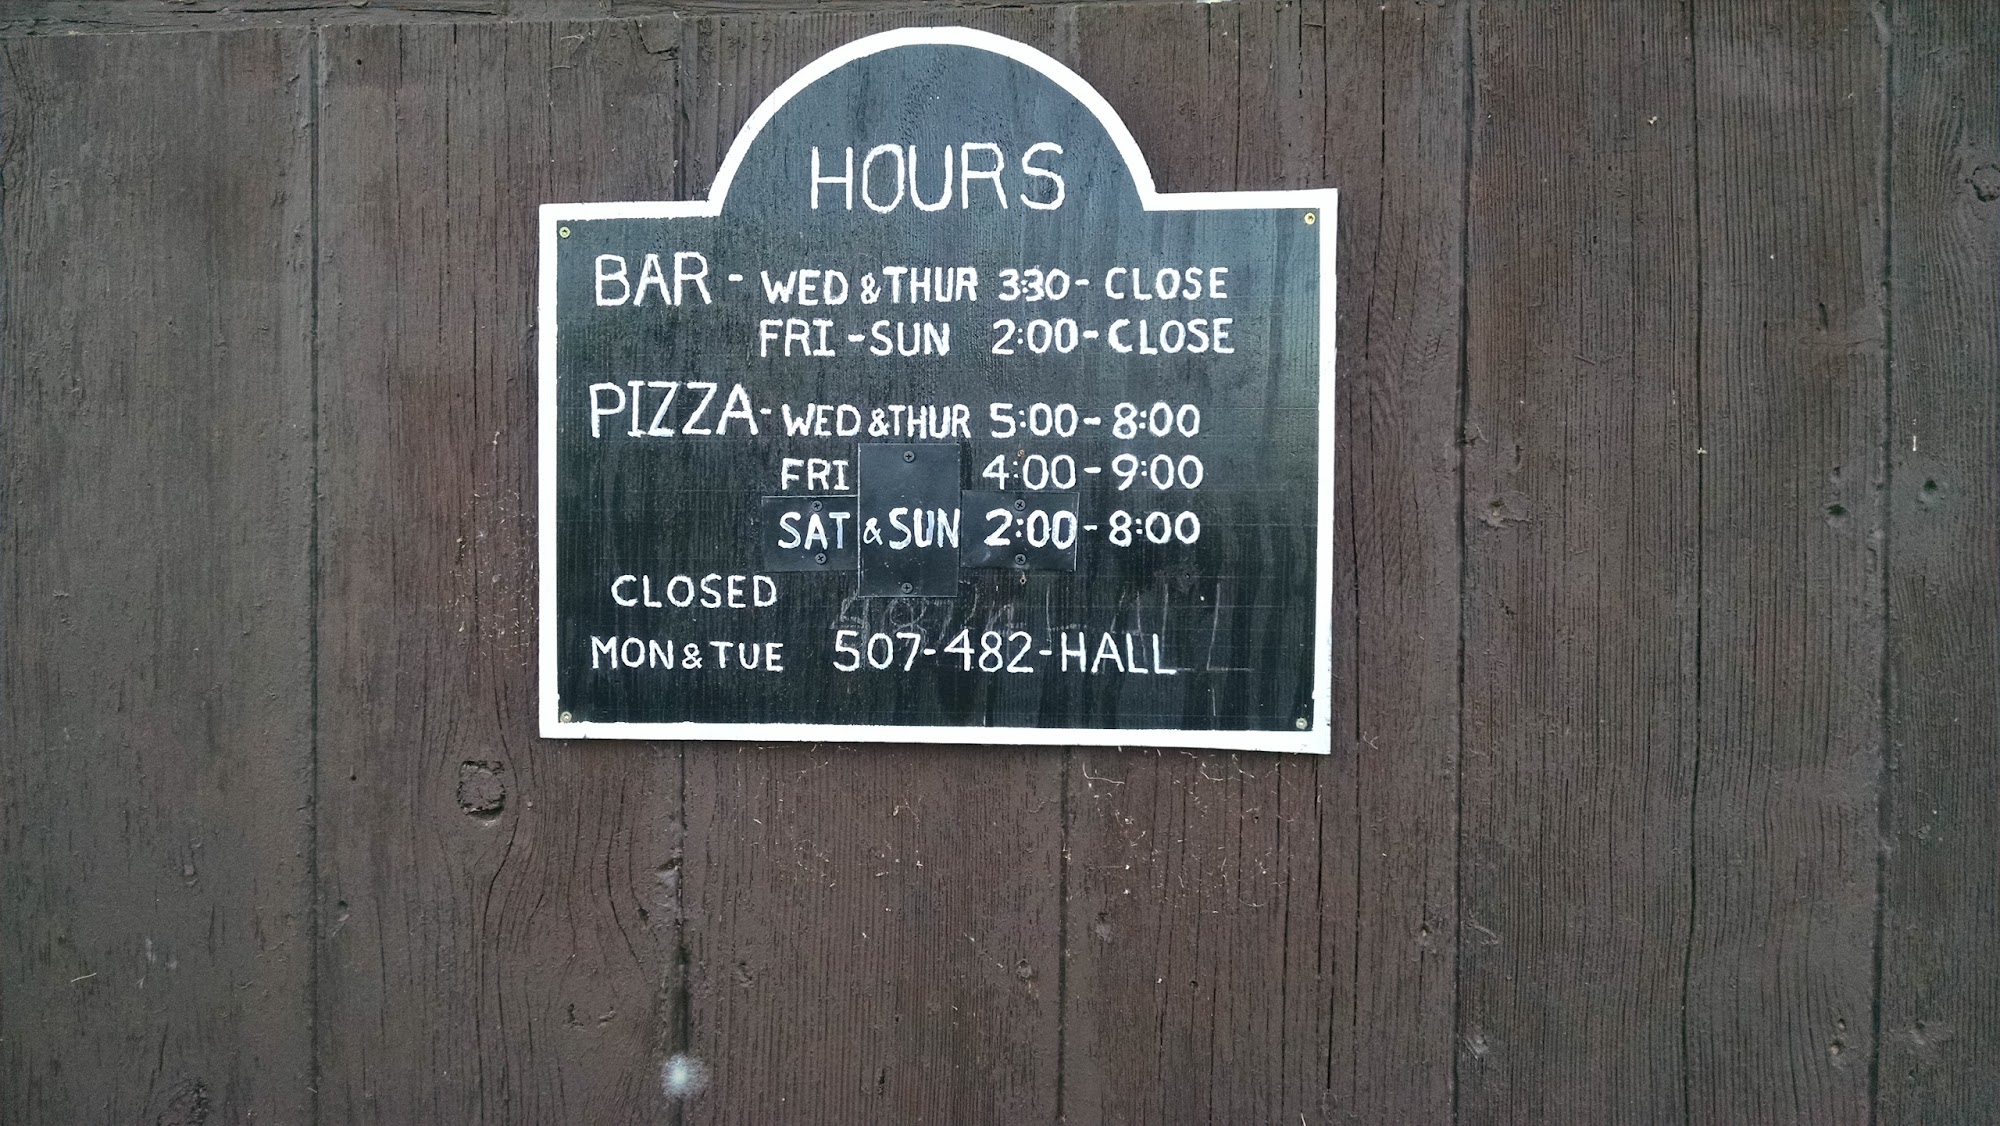 HOURS
BAR - WED & THUR 3:30 - CLOSE
FRI - SUN 2:00 - CLOSE
PIZZA - WED & THUR 5:00 - 8:00
FRI 4:00 - 9:00
SAT & SUN 2:00 - 8:00
CLOSED
MON & TUE 507-482-HALL